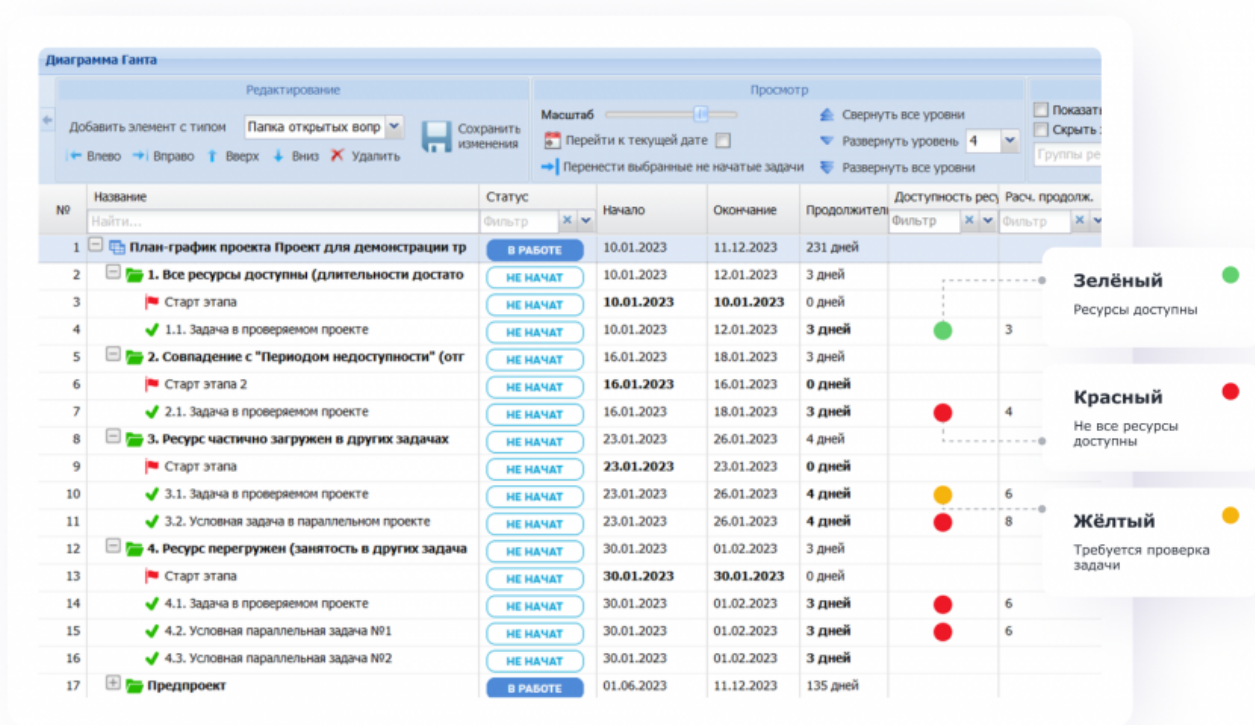 Диаграмма Ганта
Редактирование
Просмотр
Добавить элемент с типом Папка открытых вопр
Сохранить изменения
Влево Вправо Вверх Вниз Удалить
Масштаб
Перейти к текущей дате
Перенести выбранные не начатые задачи
Свернуть все уровни
Развернуть уровень 4
Развернуть все уровни
Показать
Скрыть
Группы ре
№ Название Статус Начало Окончание Продолжител Доступность ресу Расч. продолж.
Найти... Фильтр Фильтр Фильтр
1 План-график проекта Проект для демонстрации тр В РАБОТЕ 10.01.2023 11.12.2023 231 дней
2 1. Все ресурсы доступны (длительности достато НЕ НАЧАТ 10.01.2023 12.01.2023 3 дней
3 Старт этапа НЕ НАЧАТ 10.01.2023 10.01.2023 0 дней
4 1.1. Задача в проверяемом проекте НЕ НАЧАТ 10.01.2023 12.01.2023 3 дней 3
5 2. Совпадение с "Периодом недоступности" (отг НЕ НАЧАТ 16.01.2023 18.01.2023 3 дней
6 Старт этапа 2 НЕ НАЧАТ 16.01.2023 16.01.2023 0 дней
7 2.1. Задача в проверяемом проекте НЕ НАЧАТ 16.01.2023 18.01.2023 3 дней 4
8 3. Ресурс частично загружен в других задачах НЕ НАЧАТ 23.01.2023 26.01.2023 4 дней
9 Старт этапа НЕ НАЧАТ 23.01.2023 23.01.2023 0 дней
10 3.1. Задача в проверяемом проекте НЕ НАЧАТ 23.01.2023 26.01.2023 4 дней 6
11 3.2. Условная задача в параллельном проекте НЕ НАЧАТ 23.01.2023 26.01.2023 4 дней 8
12 4. Ресурс перегружен (занятость в других задача НЕ НАЧАТ 30.01.2023 01.02.2023 3 дней
13 Старт этапа НЕ НАЧАТ 30.01.2023 30.01.2023 0 дней
14 4.1. Задача в проверяемом проекте НЕ НАЧАТ 30.01.2023 01.02.2023 3 дней 6
15 4.2. Условная параллельная задача №1 НЕ НАЧАТ 30.01.2023 01.02.2023 3 дней 6
16 4.3. Условная параллельная задача №2 НЕ НАЧАТ 30.01.2023 01.02.2023 3 дней
17 Предпроект В РАБОТЕ 01.06.2023 11.12.2023 135 дней
Зелёный
Ресурсы доступны
Красный
Не все ресурсы
доступны
Жёлтый
Требуется проверка
задачи